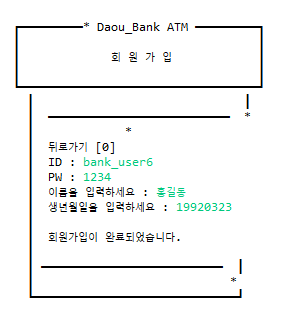 * Daou_Bank ATM
회 원 가 입
*
*
뒤로가기 [0]
ID : bank_user6
PW : 1234
이름을 입력하세요 : 홍길동
생년월일을 입력하세요 : 19920323
회원가입이 완료되었습니다.
*